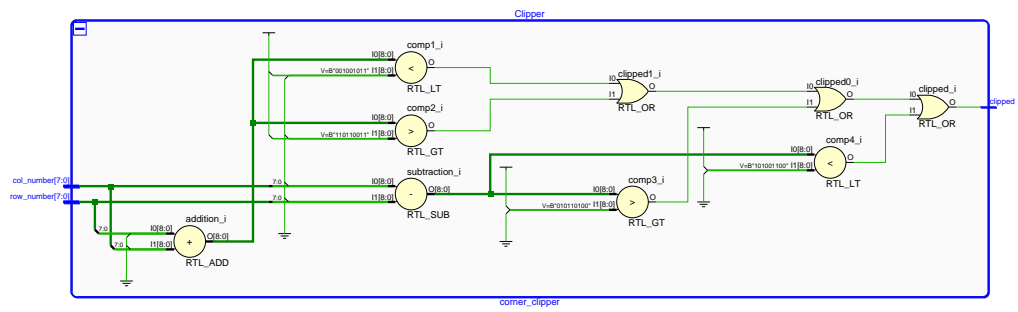 Clipper
comp1_i
I0[8:0]
V=B"001001011" I1[8:0]
<
O
RTL_LT
comp2_i
I0[8:0]
V=B"110110011" I1[8:0]
>
O
RTL_GT
clipped1_i
I0
I1
O
RTL_OR
clipped0_i
I0
I1
O
RTL_OR
clipped_i
I0
I1
O
RTL_OR
clipped
comp4_i
I0[8:0]
V=B"101001100" I1[8:0]
<
O
RTL_LT
subtraction_i
col_number[7:0]
7:0
I0[8:0]
row_number[7:0]
7:0
I1[8:0]
-
O[8:0]
RTL_SUB
comp3_i
I0[8:0]
V=B"010110100" I1[8:0]
>
O
RTL_GT
addition_i
7:0
I0[8:0]
7:0
I1[8:0]
+
O[8:0]
RTL_ADD
corner_clipper